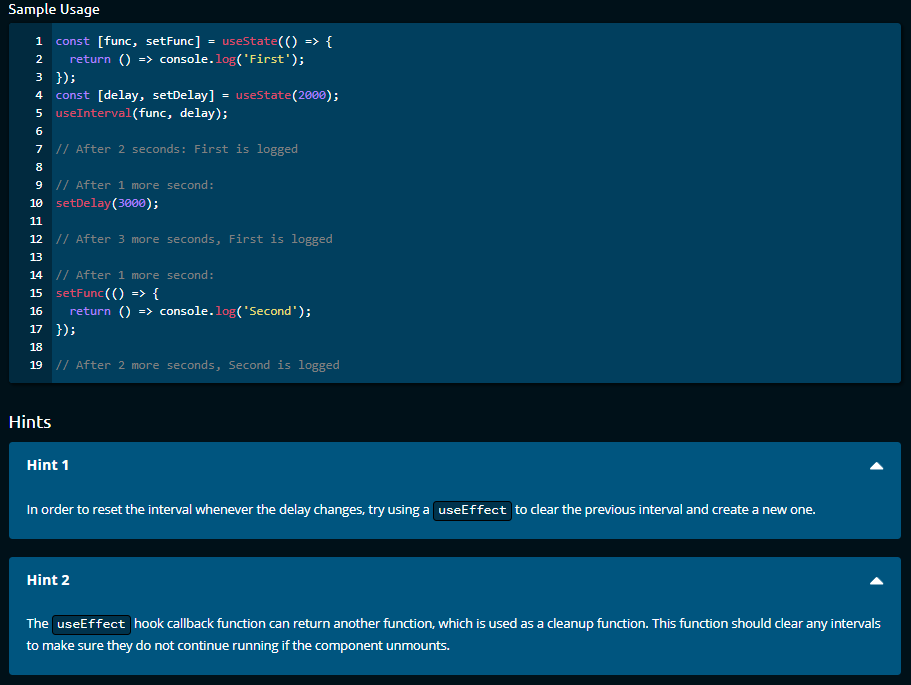 Sample Usage
1 const [func, setFunc] = useState(() => {
2   return () => console.log('First');
3 });
4 const [delay, setDelay] = useState(2000);
5 useInterval(func, delay);
6
7 // After 2 seconds: First is logged
8
9 // After 1 more second:
10 setDelay(3000);
11
12 // After 3 more seconds, First is logged
13
14 // After 1 more second:
15 setFunc(() => {
16   return () => console.log('Second');
17 });
18
19 // After 2 more seconds, Second is logged
Hints
Hint 1
In order to reset the interval whenever the delay changes, try using a useEffect to clear the previous interval and create a new one.
Hint 2
The useEffect hook callback function can return another function, which is used as a cleanup function. This function should clear any intervals
to make sure they do not continue running if the component unmounts.